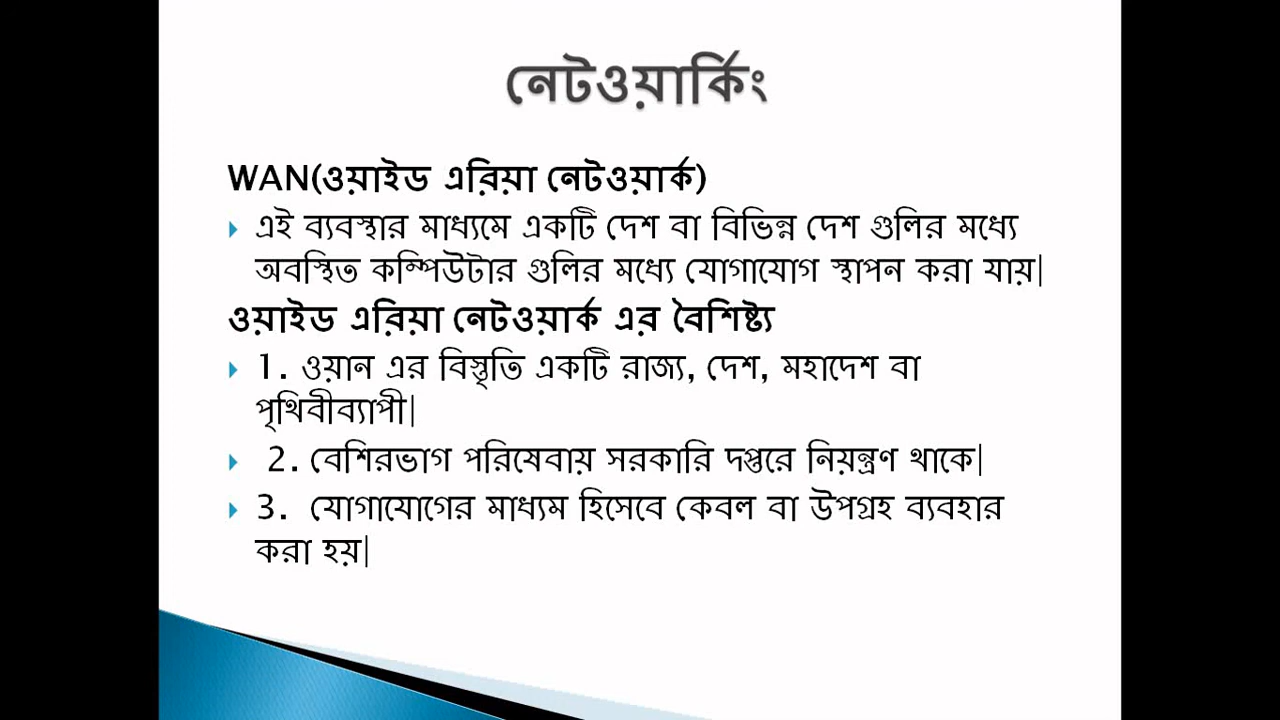 নেটওয়ার্কিং
WAN(ওয়াইড এরিয়া নেটওয়ার্ক)
এই ব্যবস্থার মাধ্যমে একটি দেশ বা বিভিন্ন দেশ গুলির মধ্যে
অবস্থিত কম্পিউটার গুলির মধ্যে যোগাযোগ স্থাপন করা যায়|
ওয়াইড এরিয়া নেটওয়ার্ক এর বৈশিষ্ট্য
1. ওয়ান এর বিস্তৃতি একটি রাজ্য, দেশ, মহাদেশ বা
পৃথিবীব্যাপী|
2. বেশিরভাগ পরিষেবায় সরকারি দপ্তরে নিয়ন্ত্রণ থাকে|
3. যোগাযোগের মাধ্যম হিসেবে কেবল বা উপগ্রহ ব্যবহার
করা হয়|